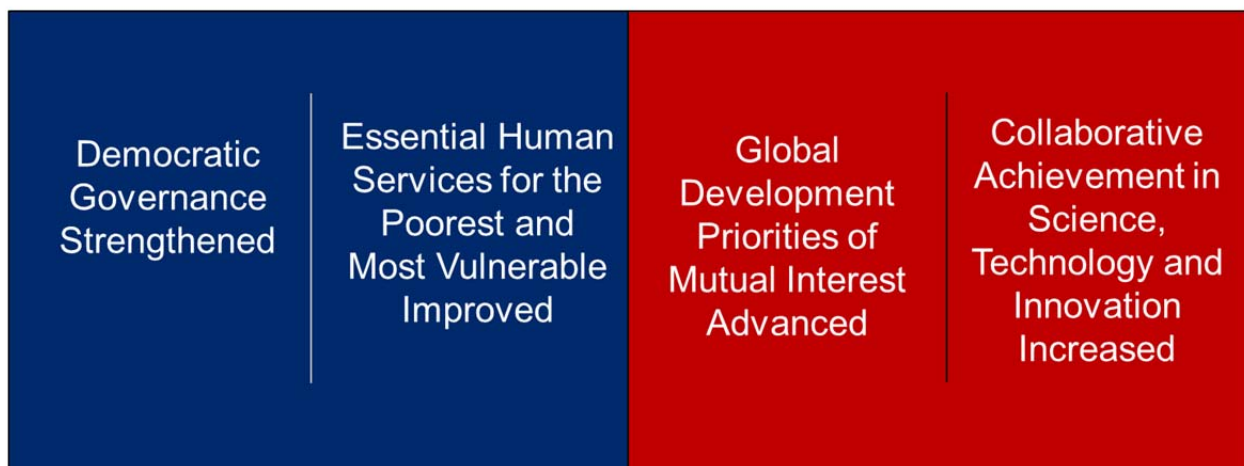 Democratic
Governance
Strengthened
Essential Human
Services for the
Poorest and
Most Vulnerable
Improved
Global
Development
Priorities of
Mutual Interest
Advanced
Collaborative
Achievement in
Science,
Technology and
Innovation
Increased